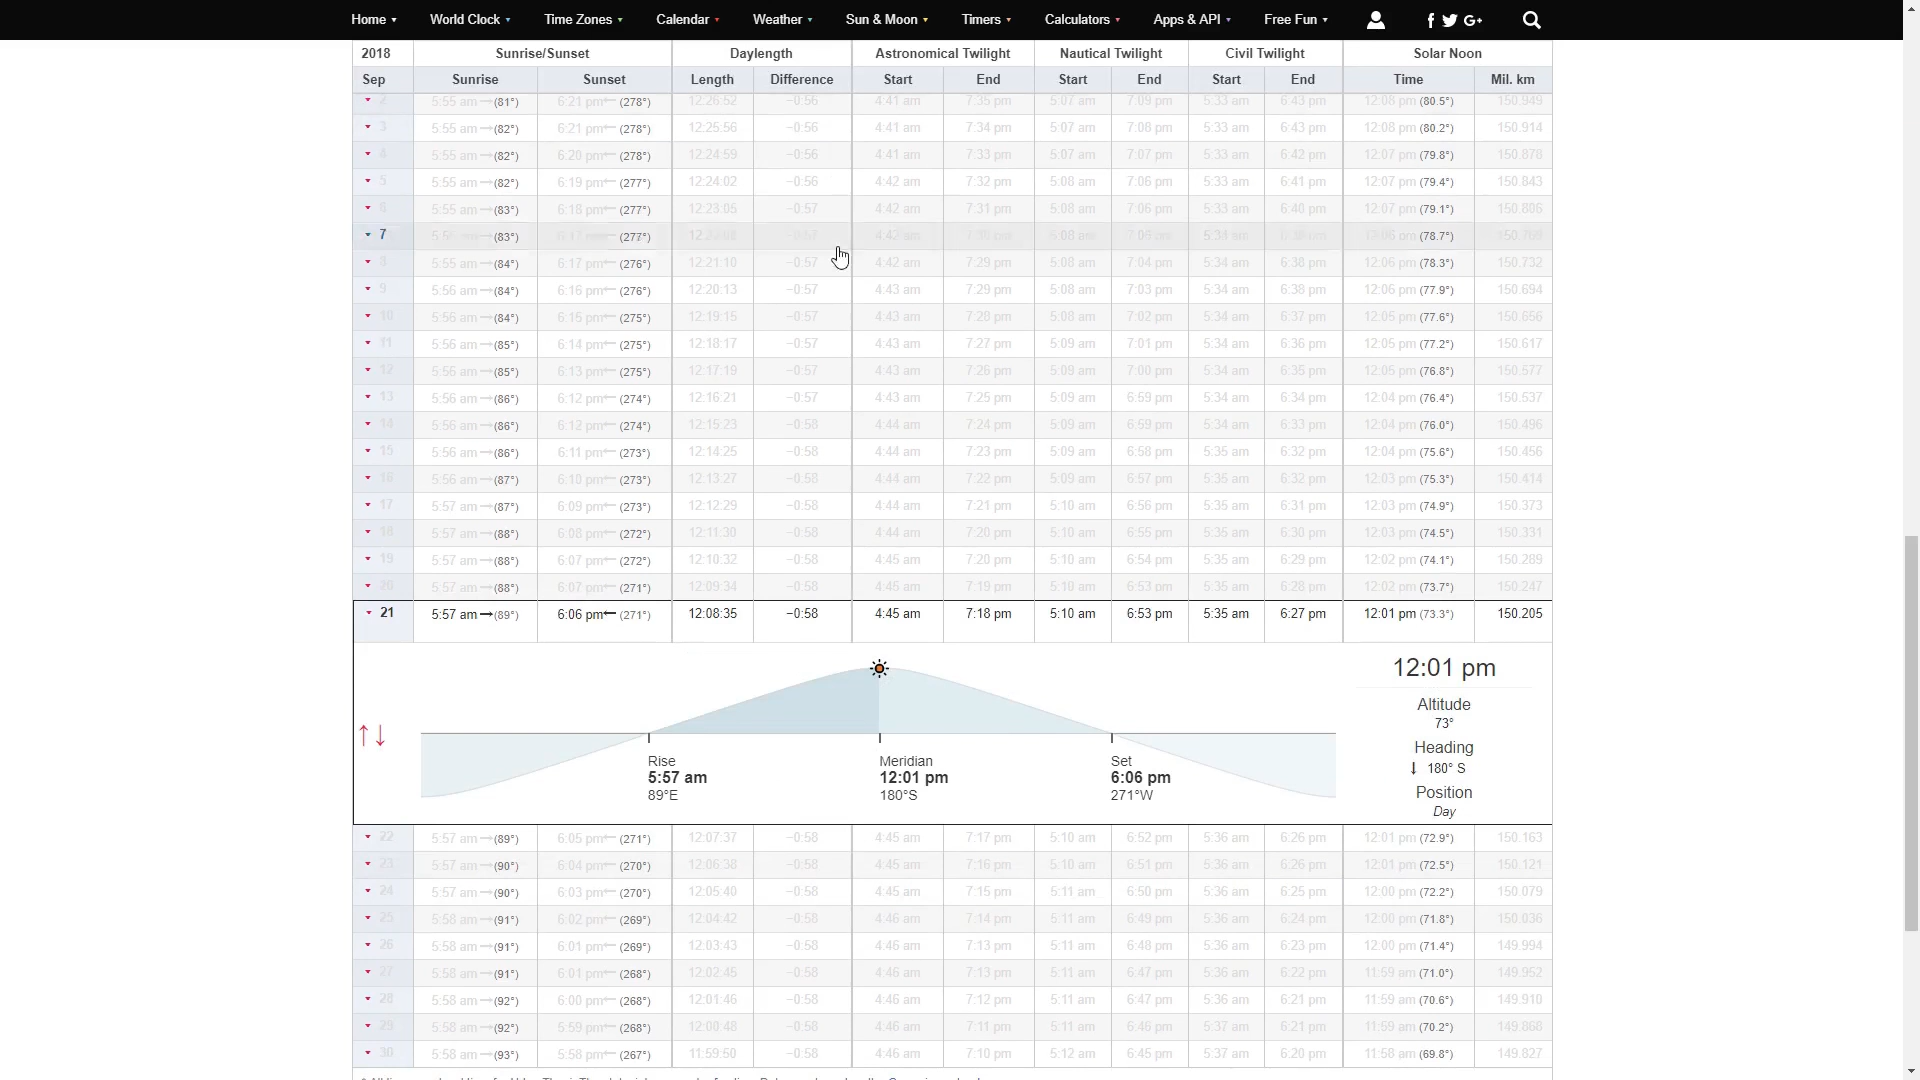 Home World Clock Time Zones Calendar Weather Sun & Moon Timers Calculators Apps & API Free Fun
2018 Sunrise/Sunset Daylength Astronomical Twilight Nautical Twilight Civil Twilight Solar Noon
Sep Sunrise Sunset Length Difference Start End Start End Start End Time Mil. km
2 5:55 am → (81°) 6:21 pm ← (278°) 12:26:52 −0:56 4:41 am 7:35 pm 5:07 am 7:09 pm 5:33 am 6:43 pm 12:08 pm (80.5°) 150.949
3 5:55 am → (82°) 6:21 pm ← (278°) 12:25:56 −0:56 4:41 am 7:34 pm 5:07 am 7:08 pm 5:33 am 6:43 pm 12:08 pm (80.2°) 150.914
4 5:55 am → (82°) 6:20 pm ← (278°) 12:24:59 −0:56 4:41 am 7:33 pm 5:07 am 7:07 pm 5:33 am 6:42 pm 12:07 pm (79.8°) 150.878
5 5:55 am → (82°) 6:19 pm ← (277°) 12:24:02 −0:56 4:42 am 7:32 pm 5:08 am 7:06 pm 5:33 am 6:41 pm 12:07 pm (79.4°) 150.843
6 5:55 am → (83°) 6:18 pm ← (277°) 12:23:05 −0:57 4:42 am 7:31 pm 5:08 am 7:06 pm 5:33 am 6:40 pm 12:07 pm (79.1°) 150.806
7 (83°) (277°) 4:42 am 5:08 am (78.7°)
8 5:55 am → (84°) 6:17 pm ← (276°) 12:21:10 −0:57 4:42 am 7:29 pm 5:08 am 7:04 pm 5:34 am 6:38 pm 12:06 pm (78.3°) 150.732
9 5:56 am → (84°) 6:16 pm ← (276°) 12:20:13 −0:57 4:43 am 7:29 pm 5:08 am 7:03 pm 5:34 am 6:38 pm 12:06 pm (77.9°) 150.694
10 5:56 am → (84°) 6:15 pm ← (275°) 12:19:15 −0:57 4:43 am 7:28 pm 5:08 am 7:02 pm 5:34 am 6:37 pm 12:05 pm (77.6°) 150.656
11 5:56 am → (85°) 6:14 pm ← (275°) 12:18:17 −0:57 4:43 am 7:27 pm 5:09 am 7:01 pm 5:34 am 6:36 pm 12:05 pm (77.2°) 150.617
12 5:56 am → (85°) 6:13 pm ← (275°) 12:17:19 −0:57 4:43 am 7:26 pm 5:09 am 7:00 pm 5:34 am 6:35 pm 12:05 pm (76.8°) 150.577
13 5:56 am → (86°) 6:12 pm ← (274°) 12:16:21 −0:57 4:43 am 7:25 pm 5:09 am 6:59 pm 5:34 am 6:34 pm 12:04 pm (76.4°) 150.537
14 5:56 am → (86°) 6:12 pm ← (274°) 12:15:23 −0:58 4:44 am 7:24 pm 5:09 am 6:59 pm 5:34 am 6:33 pm 12:04 pm (76.0°) 150.496
15 5:56 am → (86°) 6:11 pm ← (273°) 12:14:25 −0:58 4:44 am 7:23 pm 5:09 am 6:58 pm 5:35 am 6:32 pm 12:04 pm (75.6°) 150.456
16 5:56 am → (87°) 6:10 pm ← (273°) 12:13:27 −0:58 4:44 am 7:22 pm 5:09 am 6:57 pm 5:35 am 6:32 pm 12:03 pm (75.3°) 150.414
17 5:57 am → (87°) 6:09 pm ← (273°) 12:12:29 −0:58 4:44 am 7:21 pm 5:10 am 6:56 pm 5:35 am 6:31 pm 12:03 pm (74.9°) 150.373
18 5:57 am → (88°) 6:08 pm ← (272°) 12:11:30 −0:58 4:44 am 7:20 pm 5:10 am 6:55 pm 5:35 am 6:30 pm 12:03 pm (74.5°) 150.331
19 5:57 am → (88°) 6:07 pm ← (272°) 12:10:32 −0:58 4:45 am 7:20 pm 5:10 am 6:54 pm 5:35 am 6:29 pm 12:02 pm (74.1°) 150.289
20 5:57 am → (88°) 6:07 pm ← (271°) 12:09:34 −0:58 4:45 am 7:19 pm 5:10 am 6:53 pm 5:35 am 6:28 pm 12:02 pm (73.7°) 150.247
21 5:57 am → (89°) 6:06 pm ← (271°) 12:08:35 −0:58 4:45 am 7:18 pm 5:10 am 6:53 pm 5:35 am 6:27 pm 12:01 pm (73.3°) 150.205
12:01 pm
Altitude
73°
Heading
↓ 180° S
Position
Day
↑↓
Rise Meridian Set
5:57 am 12:01 pm 6:06 pm
89°E 180°S 271°W
22 5:57 am → (89°) 6:05 pm ← (271°) 12:07:37 −0:58 4:45 am 7:17 pm 5:10 am 6:52 pm 5:36 am 6:26 pm 12:01 pm (72.9°) 150.163
23 5:57 am → (90°) 6:04 pm ← (270°) 12:06:38 −0:58 4:45 am 7:16 pm 5:10 am 6:51 pm 5:36 am 6:26 pm 12:01 pm (72.5°) 150.121
24 5:57 am → (90°) 6:03 pm ← (270°) 12:05:40 −0:58 4:45 am 7:15 pm 5:11 am 6:50 pm 5:36 am 6:25 pm 12:00 pm (72.2°) 150.079
25 5:58 am → (91°) 6:02 pm ← (269°) 12:04:42 −0:58 4:46 am 7:14 pm 5:11 am 6:49 pm 5:36 am 6:24 pm 12:00 pm (71.8°) 150.036
26 5:58 am → (91°) 6:01 pm ← (269°) 12:03:43 −0:58 4:46 am 7:13 pm 5:11 am 6:48 pm 5:36 am 6:23 pm 12:00 pm (71.4°) 149.994
27 5:58 am → (91°) 6:01 pm ← (268°) 12:02:45 −0:58 4:46 am 7:13 pm 5:11 am 6:47 pm 5:36 am 6:22 pm 11:59 am (71.0°) 149.952
28 5:58 am → (92°) 6:00 pm ← (268°) 12:01:46 −0:58 4:46 am 7:12 pm 5:11 am 6:47 pm 5:36 am 6:21 pm 11:59 am (70.6°) 149.910
29 5:58 am → (92°) 5:59 pm ← (268°) 12:00:48 −0:58 4:46 am 7:11 pm 5:11 am 6:46 pm 5:37 am 6:21 pm 11:59 am (70.2°) 149.868
30 5:58 am → (93°) 5:58 pm ← (267°) 11:59:50 −0:58 4:46 am 7:10 pm 5:12 am 6:45 pm 5:37 am 6:20 pm 11:58 am (69.8°) 149.827